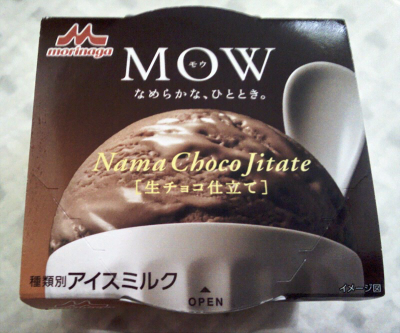 morinaga
MOW
モウ
なめらかな、ひととき。
Nama Choco Jitate
[生チョコ仕立て]
種類別 アイスミルク
▲
OPEN
イメージ図